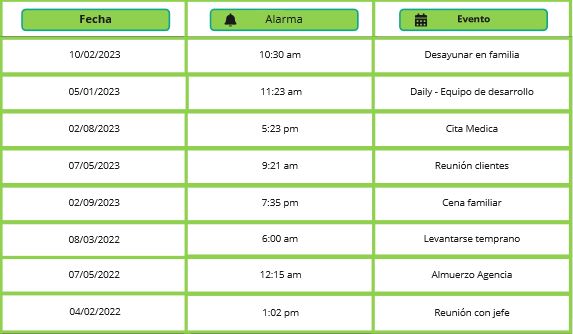 Fecha Alarma Evento
10/02/2023 10:30 am Desayunar en familia
05/01/2023 11:23 am Daily - Equipo de desarrollo
02/08/2023 5:23 pm Cita Medica
07/05/2023 9:21 am Reunión clientes
02/09/2023 7:35 pm Cena familiar
08/03/2022 6:00 am Levantarse temprano
07/05/2022 12:15 am Almuerzo Agencia
04/02/2022 1:02 pm Reunión con jefe